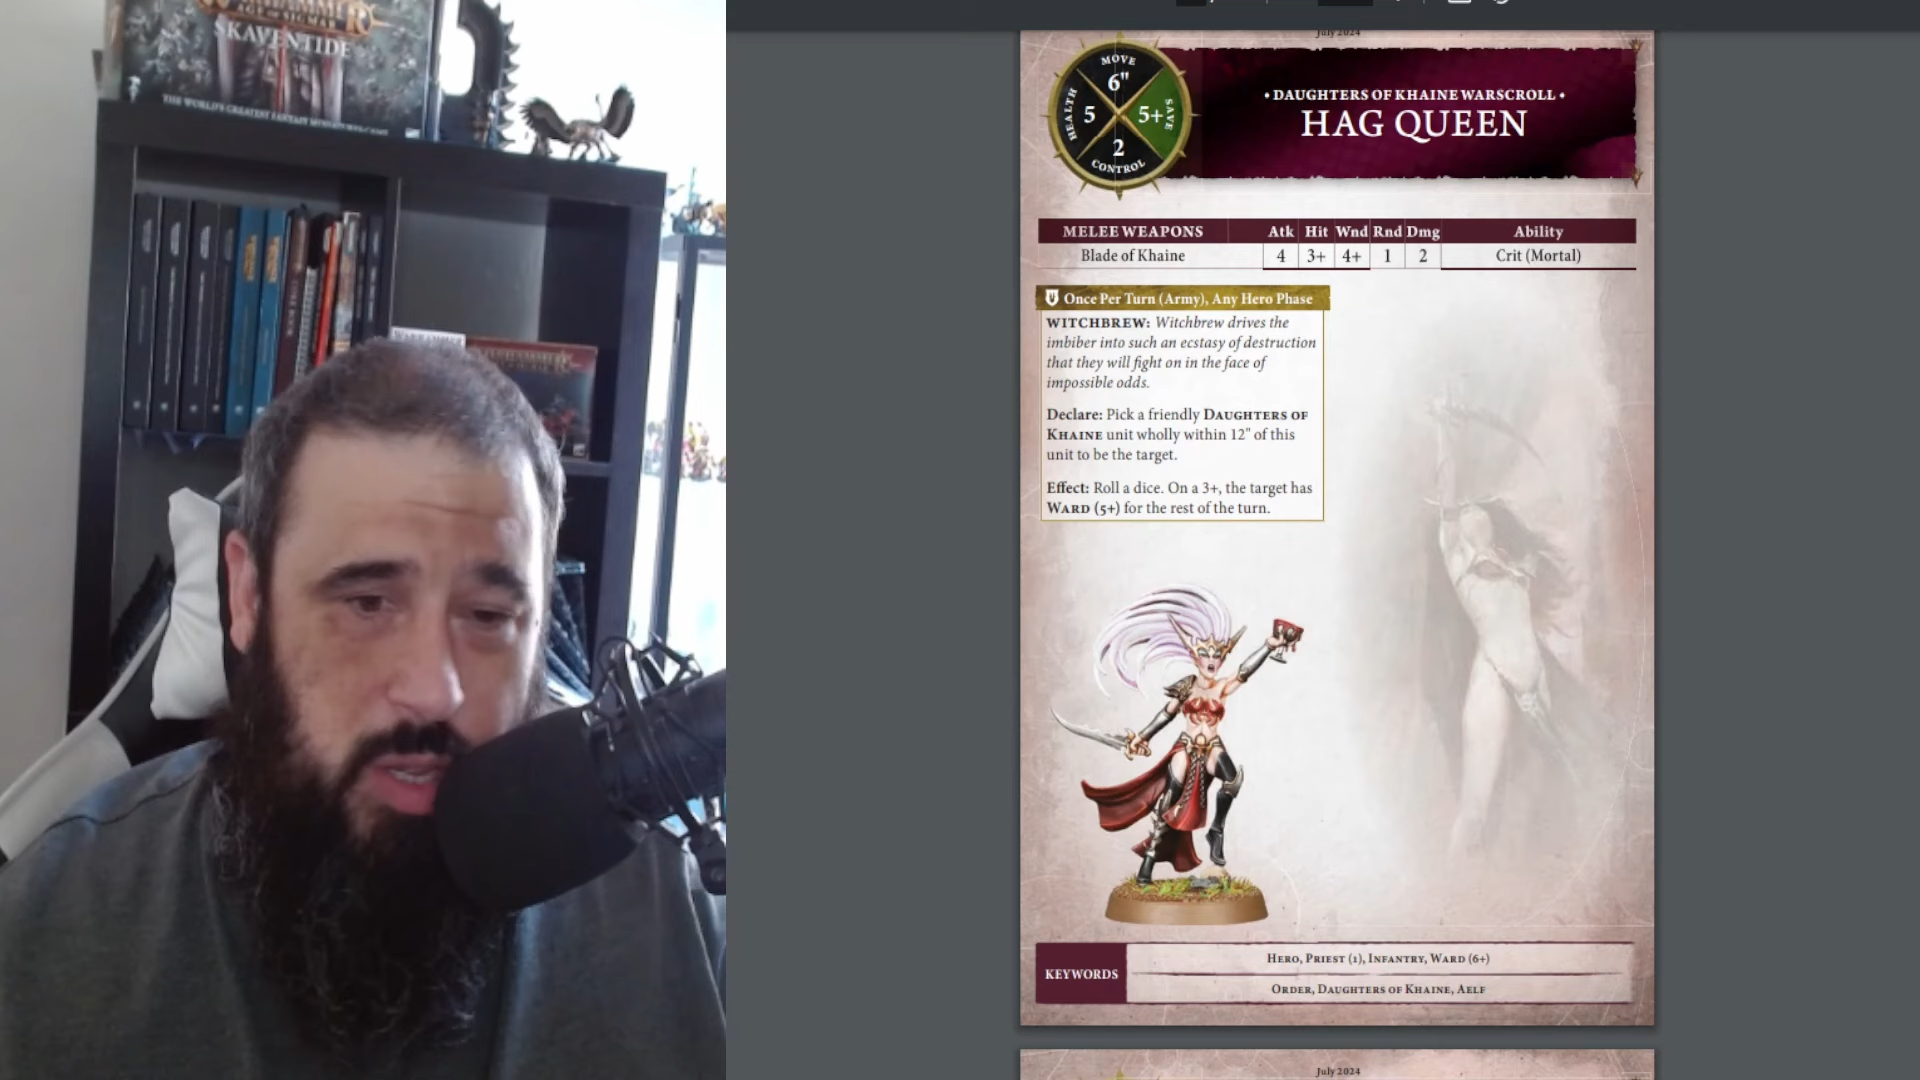 SKAVENTIDE
July 2024
MOVE
6"
HEALTH
5
5+
SAVE
2
CONTROL
• DAUGHTERS OF KHAINE WARSCROLL •
HAG QUEEN
MELEE WEAPONS Atk Hit Wnd Rnd Dmg Ability
Blade of Khaine 4 3+ 4+ 1 2 Crit (Mortal)
Once Per Turn (Army), Any Hero Phase
WITCHBREW: Witchbrew drives the
imbiber into such an ecstasy of destruction
that they will fight on in the face of
impossible odds.
Declare: Pick a friendly DAUGHTERS OF
KHAINE unit wholly within 12" of this
unit to be the target.
Effect: Roll a dice. On a 3+, the target has
WARD (5+) for the rest of the turn.
KEYWORDS
HERO, PRIEST (1), INFANTRY, WARD (6+)
ORDER, DAUGHTERS OF KHAINE, AELF
July 2024